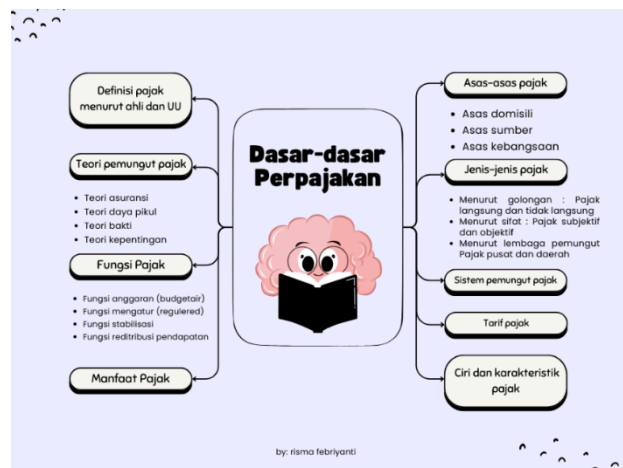 Dasar-dasar
Perpajakan
Definisi pajak
menurut ahli dan UU
Teori pemungut pajak
• Teori asuransi
• Teori daya pikul
• Teori bakti
• Teori kepentingan
Fungsi Pajak
• Fungsi anggaran (budgetair)
• Fungsi mengatur (regulered)
• Fungsi stabilisasi
• Fungsi reditribusi pendapatan
Manfaat Pajak
Asas-asas pajak
• Asas domisili
• Asas sumber
• Asas kebangsaan
Jenis-jenis pajak
• Menurut golongan : Pajak
langsung dan tidak langsung
• Menurut sifat : Pajak subjektif
dan objektif
• Menurut lembaga pemungut
Pajak pusat dan daerah
Sistem pemungut pajak
Tarif pajak
Ciri dan karakteristik
pajak
by: risma febriyanti